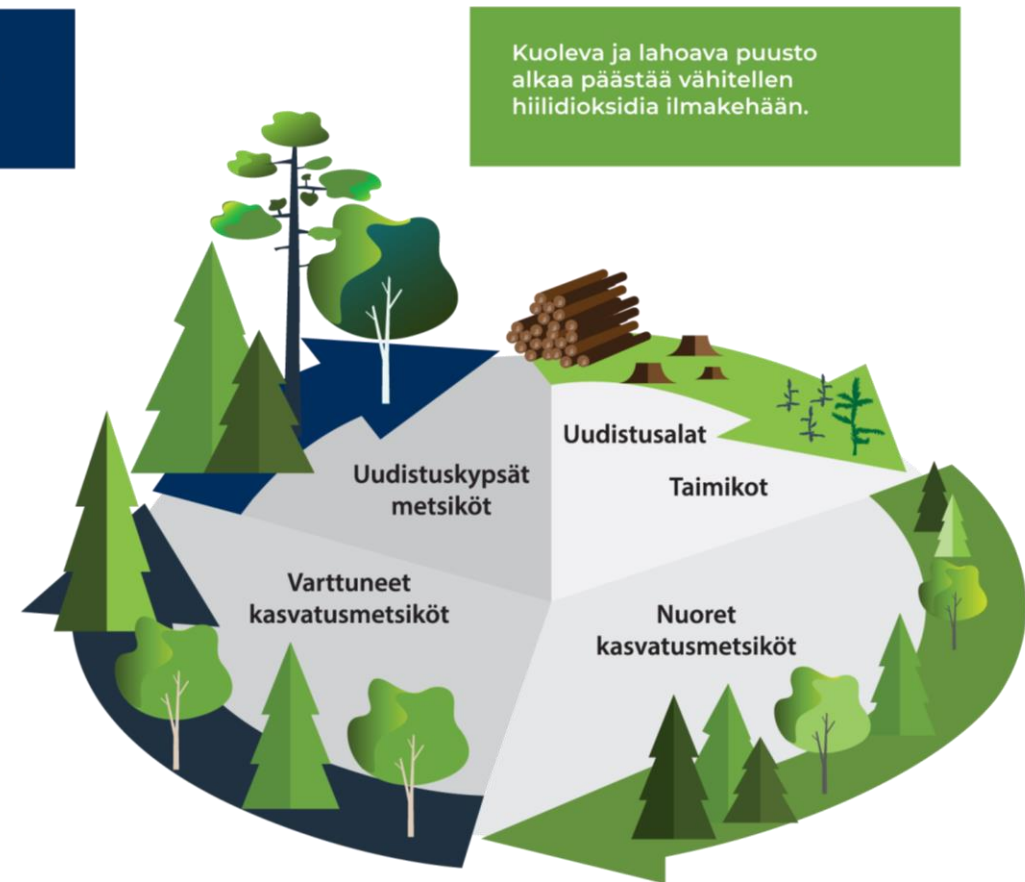 Kuoleva ja lahoava puusto
alkaa päästää vähitellen
hiilidioksidia ilmakehään.
Uudistusalat
Taimikot
Uudistuskypsät
metsiköt
Varttuneet
kasvatusmetsiköt
Nuoret
kasvatusmetsiköt